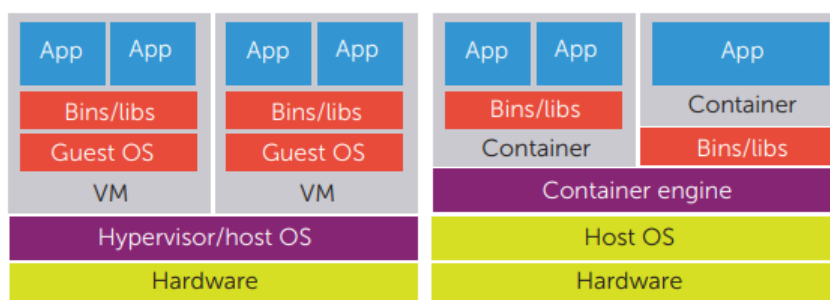 App App
Bins/libs
Guest OS
VM
App App
Bins/libs
Guest OS
VM
Hypervisor/host OS
Hardware
App App
Bins/libs
Container
App
Container
Bins/libs
Container engine
Host OS
Hardware